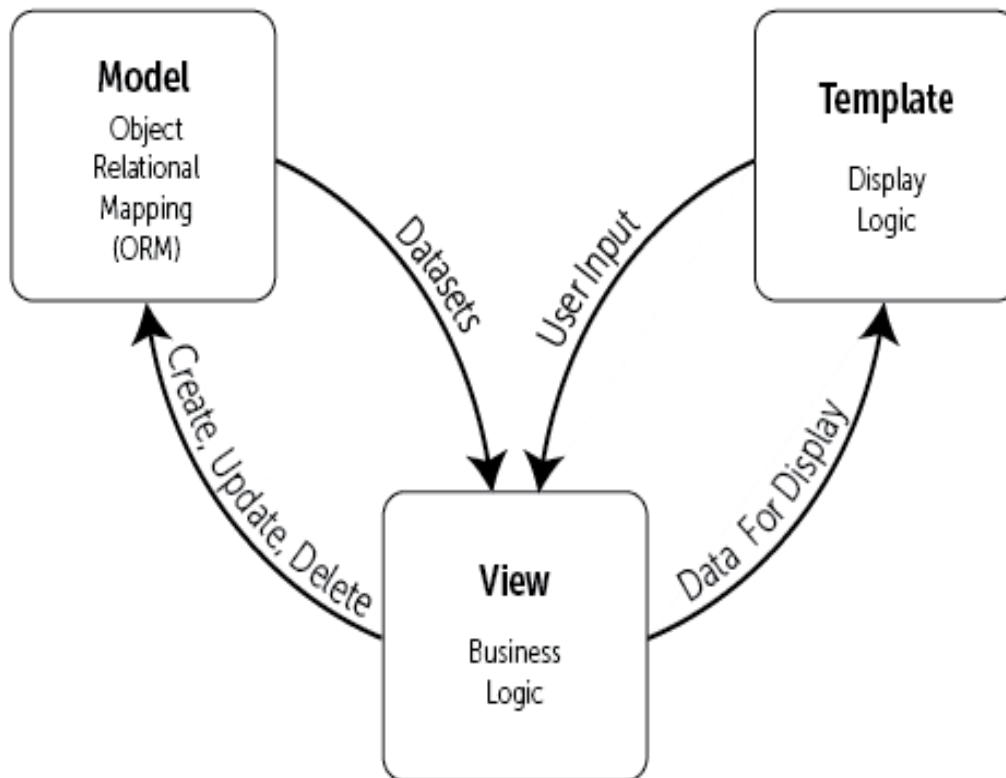 Model
Object
Relational
Mapping
(ORM)
Template
Display
Logic
Datasets
User Input
Create, Update, Delete
Data For Display
View
Business
Logic